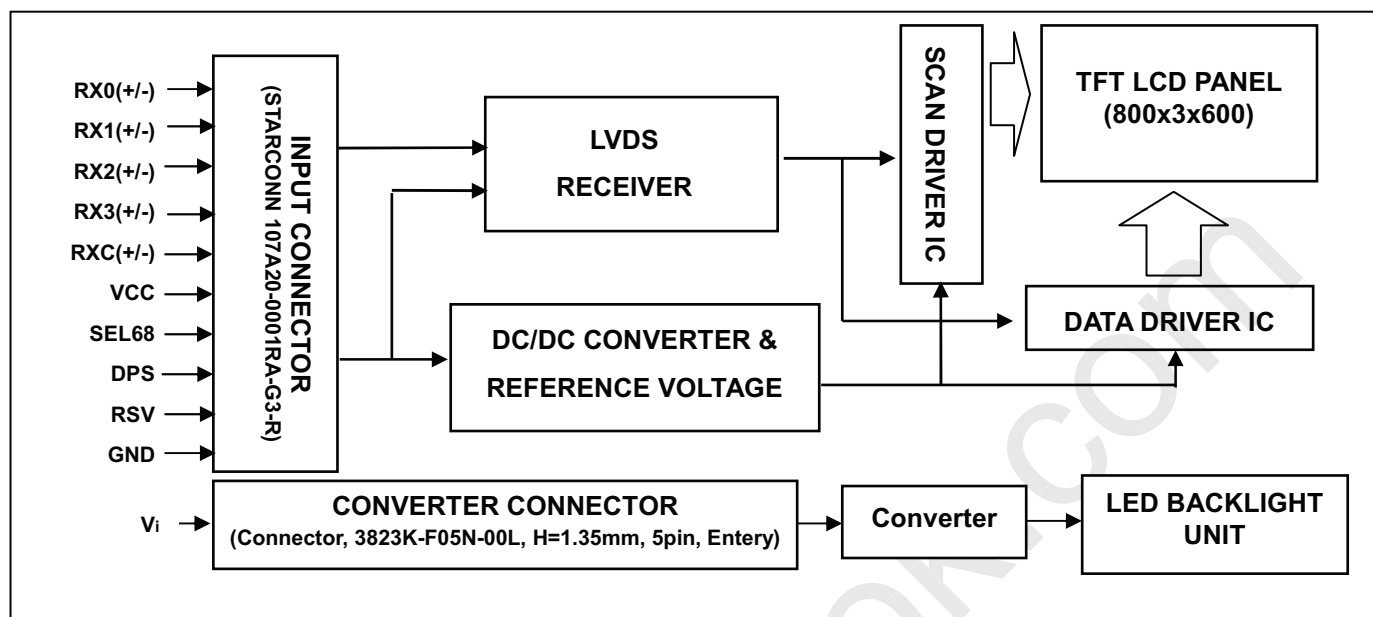 RX0(+/-)
RX1(+/-)
RX2(+/-)
RX3(+/-)
RXC(+/-)
VCC
SEL68
DPS
RSV
GND
INPUT CONNECTOR
(STARCONN 107A20-0001RA-G3-R)
LVDS
RECEIVER
DC/DC CONVERTER &
REFERENCE VOLTAGE
SCAN DRIVER IC
TFT LCD PANEL
(800x3x600)
DATA DRIVER IC
Vi
CONVERTER CONNECTOR
(Connector, 3823K-F05N-00L, H=1.35mm, 5pin, Entery)
Converter
LED BACKLIGHT
UNIT